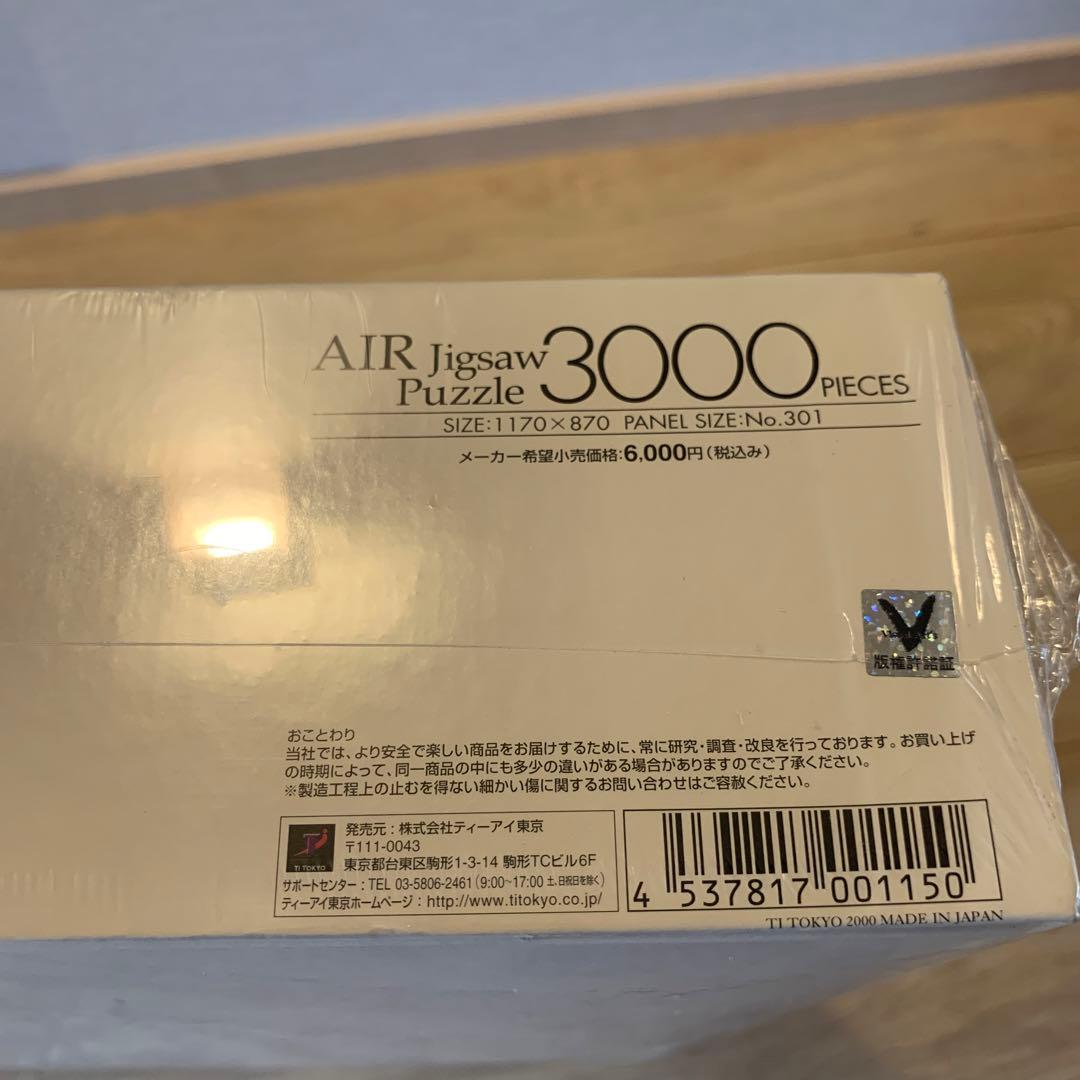 AIR Jigsaw
Puzzle 3000 PIECES
SIZE:1170×870 PANEL SIZE:No.301
メーカー希望小売価格:6,000円(税込み)
版権許諾証
おことわり
当社では、より安全で楽しい商品をお届けするために、常に研究・調査・改良を行っております。お買い上げ
の時期によって、同一商品の中にも多少の違いがある場合がありますのでご了承ください。
※製造工程上の止むを得ない細かい傷に関するお問い合わせはご容赦ください。
TI TOKYO
発売元:株式会社ティーアイ東京
〒111-0043
東京都台東区駒形1-3-14 駒形TCビル6F
サポートセンター:TEL 03-5806-2461(9:00~17:00 土、日祝日を除く)
ティーアイ東京ホームページ:http://www.titokyo.co.jp/
4 537817 001150
TI TOKYO 2000 MADE IN JAPAN